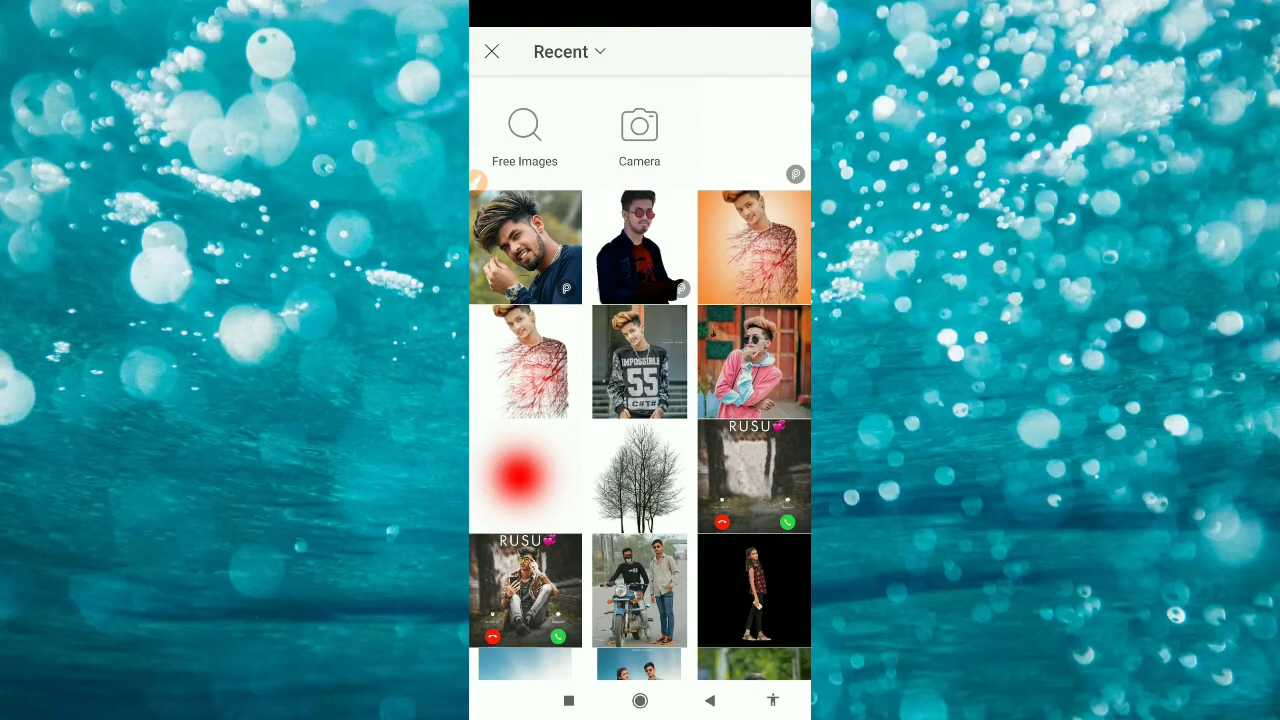 Recent
Free Images
Camera
IMPOSSIBLE
55
RUSU💞
RUSU💞